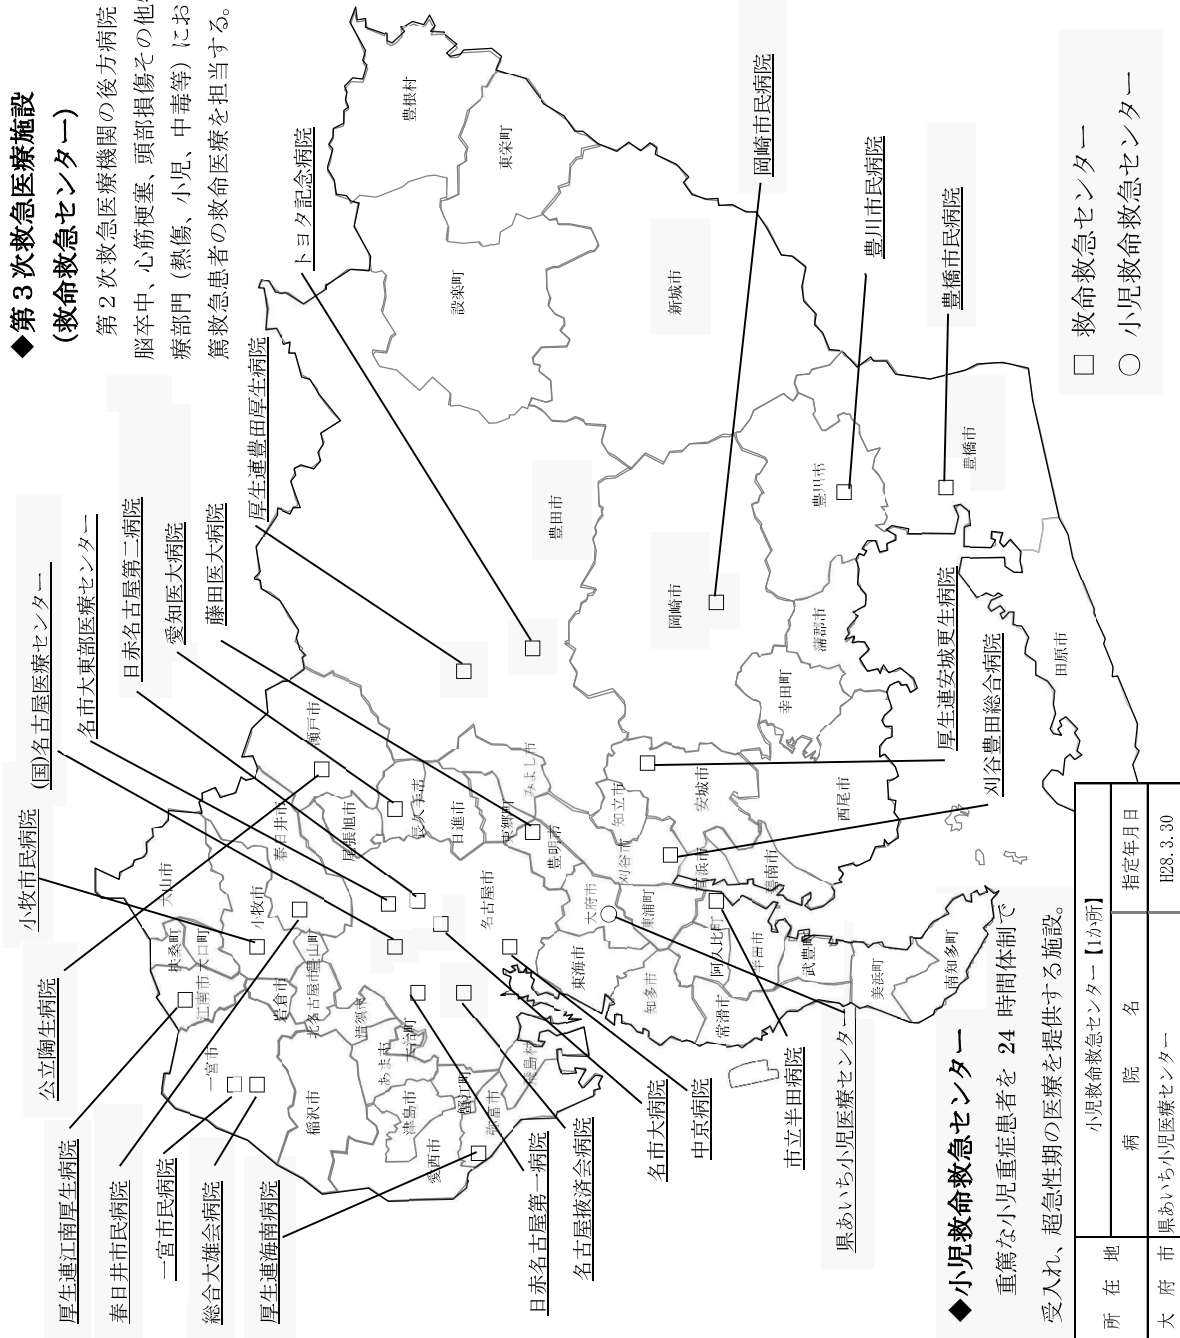 ◆第３次救急医療施設
(救命救急センター)
第２次救急医療機関の後方病院
脳卒中、心筋梗塞、頭部損傷その他
療部門（熱傷、小児、中毒等）にお
篤救急患者の救命医療を担当する。
小牧市民病院
(国)名古屋医療センター
名市大東部医療センター
日赤名古屋第二病院
愛知医大病院
藤田医大病院
厚生連豊田厚生病院
トヨタ記念病院
岡崎市民病院
豊川市民病院
豊橋市民病院
公立陶生病院
厚生連江南厚生病院
春日井市民病院
一宮市民病院
総合大雄会病院
厚生連海南病院
日赤名古屋第一病院
名古屋掖済会病院
名市大病院
中京病院
市立半田病院
県あいち小児医療センター
厚生連安城更生病院
刈谷豊田総合病院
豊根村
東栄町
設楽町
新城市
豊田市
岡崎市
豊川市
豊橋市
蒲郡市
幸田町
田原市
西尾市
安城市
知立市
刈谷市
高浜市
碧南市
瀬戸市
春日井市
尾張旭市
長久手市
日進市
東郷町
みよし市
豊明市
名古屋市
犬山市
扶桑町
大口町
江南市
小牧市
岩倉市
豊山町
北名古屋市
清須市
一宮市
稲沢市
あま市
大治町
津島市
愛西市
蟹江町
弥富市
飛島村
東海市
大府市
東浦町
知多市
阿久比町
半田市
常滑市
武豊町
美浜町
南知多町
□ 救命救急センター
○ 小児救命救急センター
◆小児救命救急センター
重篤な小児重症患者を 24 時間体制で
受入れ、超急性期の医療を提供する施設。
小児救命救急センター【1か所】
所在地 病院名 指定年月日
大府市 県あいち小児医療センター H28.3.30